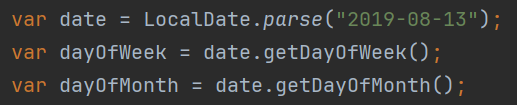 var date = LocalDate.parse("2019-08-13");
var dayOfWeek = date.getDayOfWeek();
var dayOfMonth = date.getDayOfMonth();